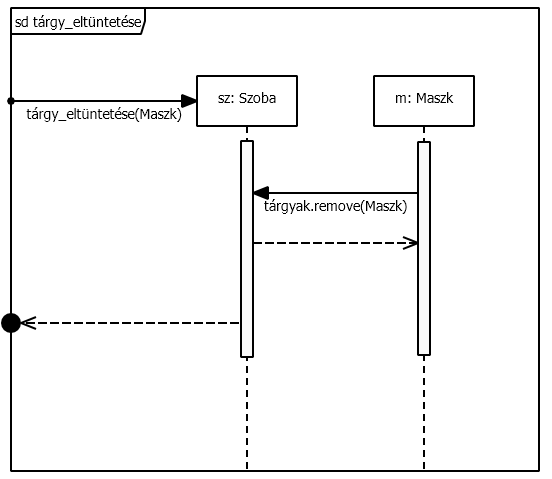 sd tárgy_eltüntetése
sz: Szoba
m: Maszk
tárgy_eltüntetése(Maszk)
tárgyak.remove(Maszk)